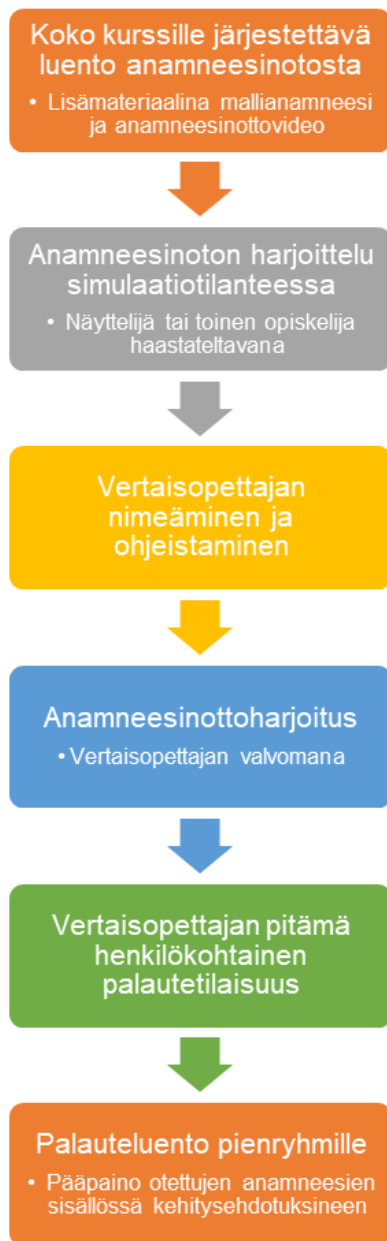 Koko kurssille järjestettävä
luento anamneesinotosta
• Lisämateriaalina mallianamneesi
ja anamneesinottovideo
Anamneesinoton harjoittelu
simulaatiotilanteessa
• Näyttelijä tai toinen opiskelija
haastateltavana
Vertaisopettajan
nimeäminen ja
ohjeistaminen
Anamneesinottoharjoitus
• Vertaisopettajan valvomana
Vertaisopettajan pitämä
henkilökohtainen
palautetilaisuus
Palauteluento pienryhmille
• Pääpaino otettujen anamneesien
sisällössä kehitysehdotuksineen